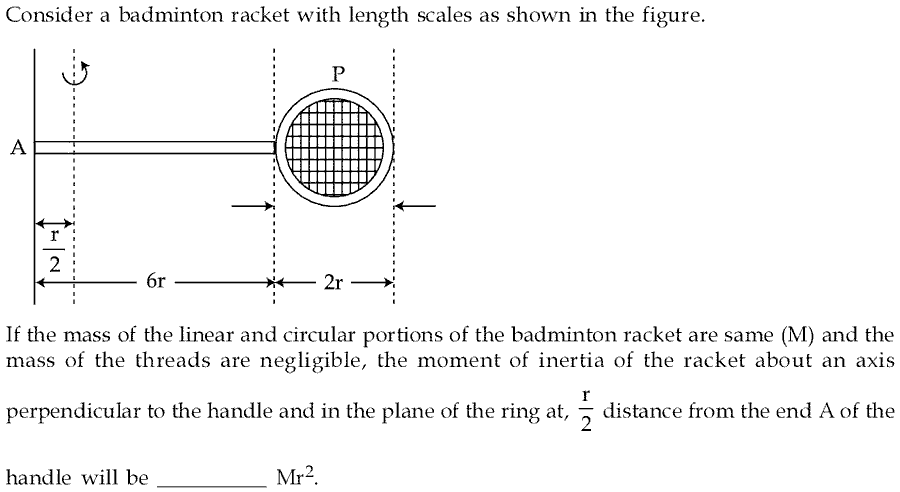 Consider a badminton racket with length scales as shown in the figure.
P
A
r
2
6r
2r
If the mass of the linear and circular portions of the badminton racket are same (M) and the
mass of the threads are negligible, the moment of inertia of the racket about an axis
perpendicular to the handle and in the plane of the ring at, r/2 distance from the end A of the
handle will be __________ Mr².